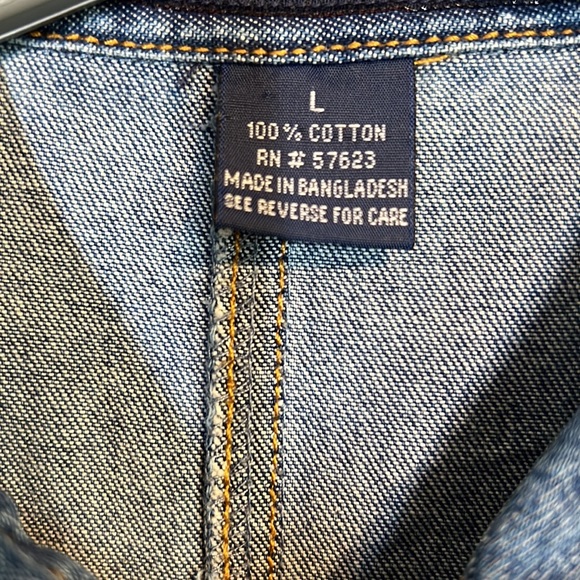 L
100% COTTON
RN # 57623
MADE IN BANGLADESH
SEE REVERSE FOR CARE